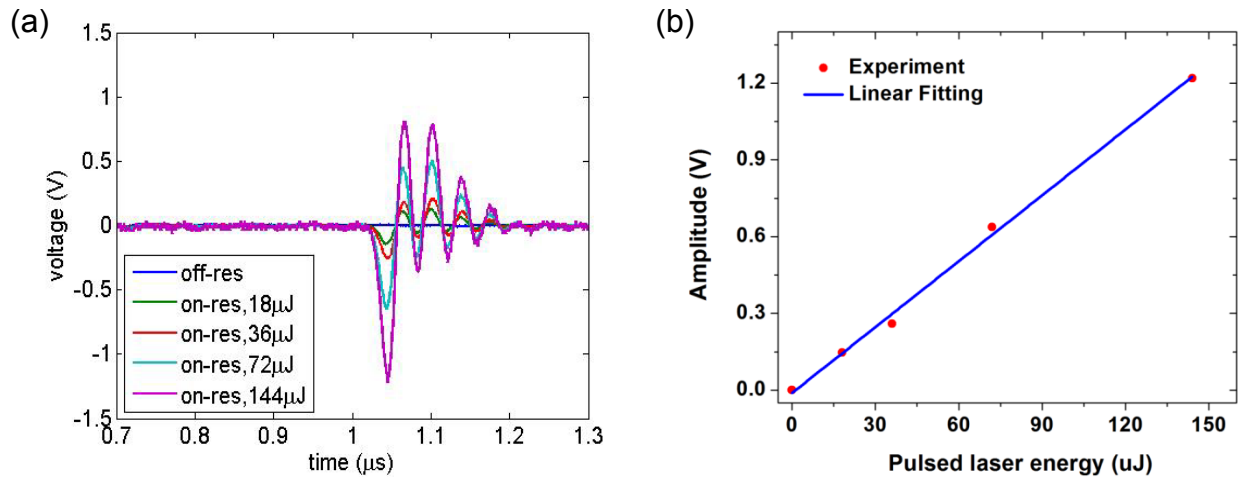 (a)
1.5
1
0.5
0
-0.5
-1
-1.5
voltage (V)
off-res
on-res,18μJ
on-res,36μJ
on-res,72μJ
on-res,144μJ
0.7 0.8 0.9 1 1.1 1.2 1.3
time (μs)
(b)
Experiment
Linear Fitting
1.2
0.9
0.6
0.3
0.0
Amplitude (V)
0 30 60 90 120 150
Pulsed laser energy (uJ)